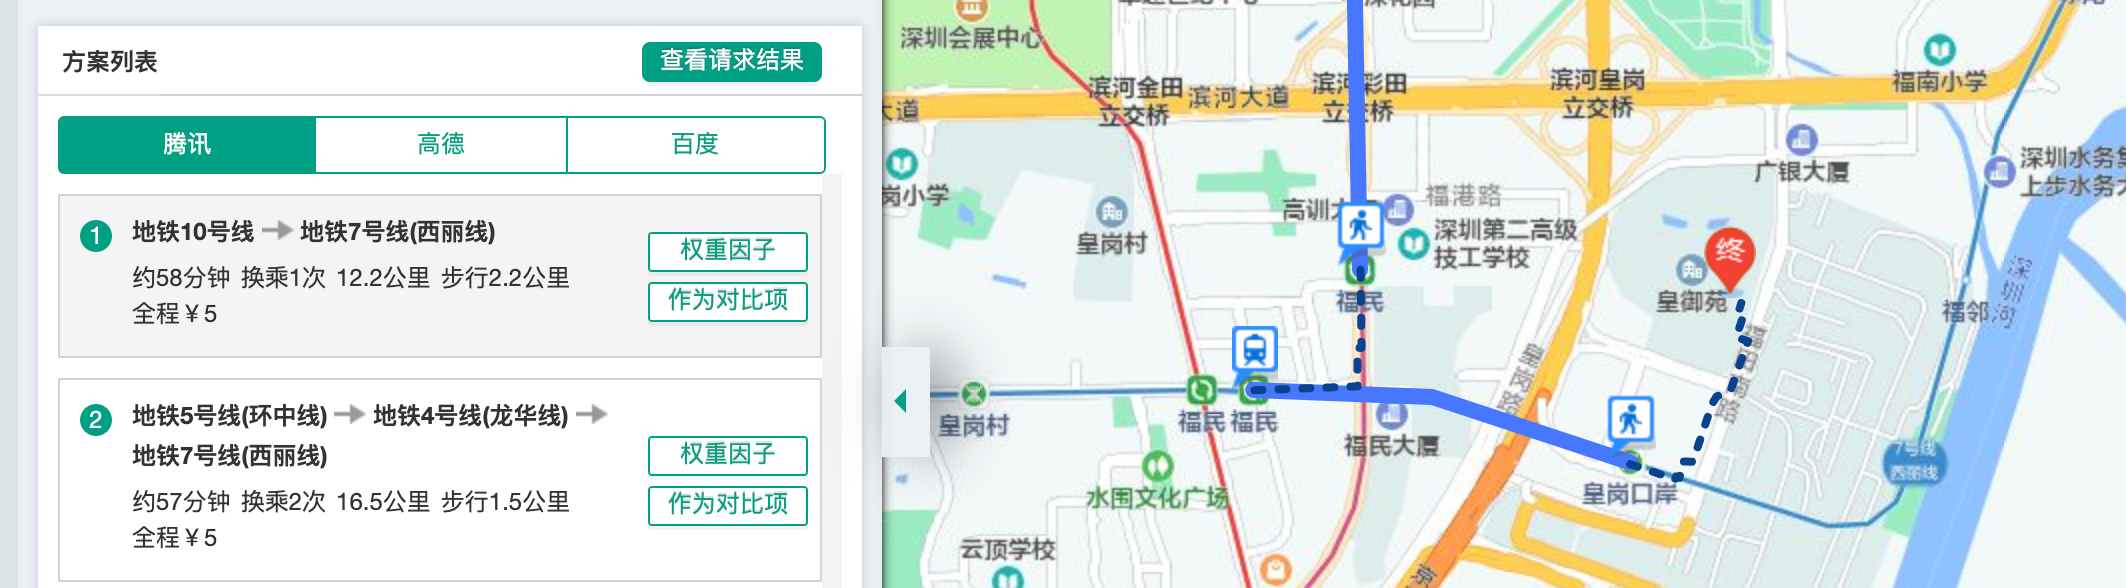 方案列表
查看请求结果
腾讯
高德
百度
1
地铁10号线
地铁7号线(西丽线)
约58分钟 换乘1次 12.2公里 步行2.2公里
全程¥5
权重因子
作为对比项
2
地铁5号线(环中线)
地铁4号线(龙华线)
地铁7号线(西丽线)
约57分钟 换乘2次 16.5公里 步行1.5公里
全程¥5
权重因子
作为对比项
深圳会展中心
滨河金田
立交桥
滨河大道
滨河彩田
立交桥
滨河皇岗
立交桥
福南小学
大道
岗小学
皇岗村
高训大
福港路
深圳第二高级
技工学校
广银大厦
深圳水务集
上步水务大
终
皇御苑
福民
福邻
深圳河
皇岗村
福民
福民
福民大厦
皇岗路
皇岗口岸
7号线
西丽线
水围文化广场
云顶学校
京